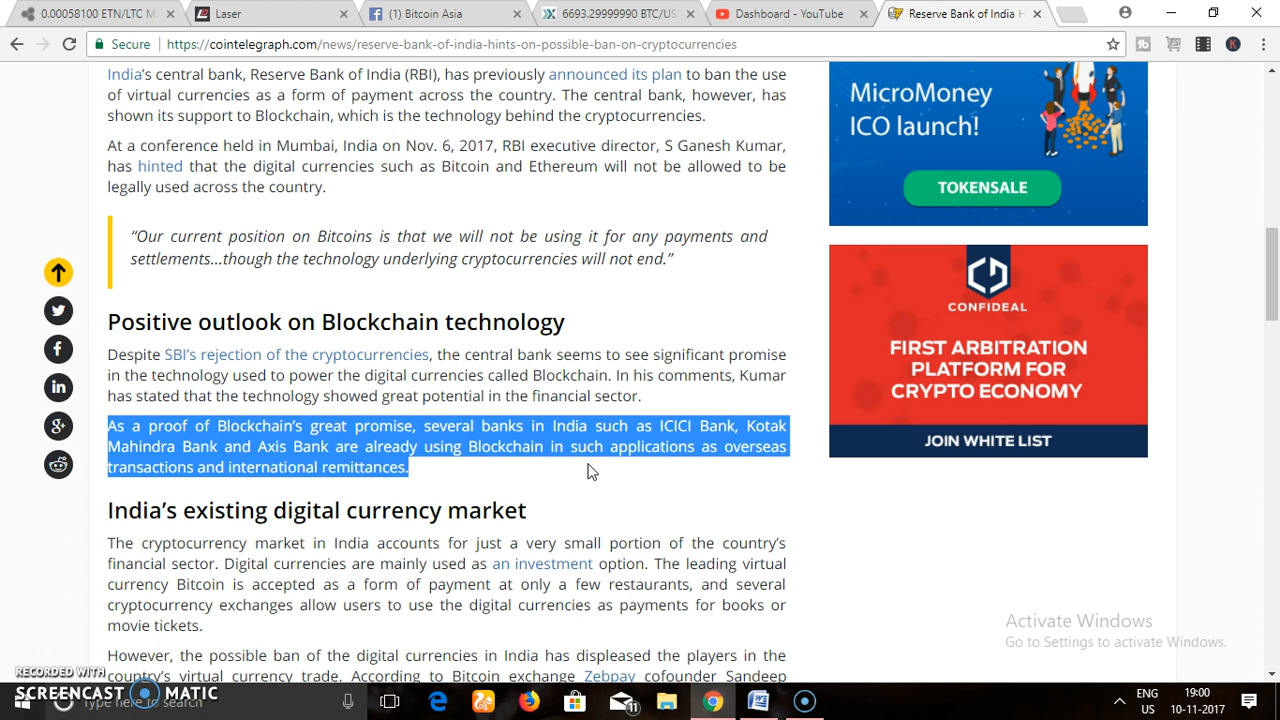 0.00058100 ETN/LTC M
Laser
(1) Bitcoin Asia
6693.29999990 BTC/US
Dashboard - YouTube
Reserve Bank of India H
Secure
https://cointelegraph.com/news/reserve-bank-of-india-hints-on-possible-ban-on-cryptocurrencies
India's central bank, Reserve Bank of India (RBI), has previously announced its plan to ban the use
of virtual currencies as a form of payment across the country. The central bank, however, has
shown its support to Blockchain, which is the technology behind the cryptocurrencies.
At a conference held in Mumbai, India on Nov. 6, 2017, RBI executive director, S Ganesh Kumar,
has hinted that the digital currencies such as Bitcoin and Ethereum will not be allowed to be
legally used across the country.
“Our current position on Bitcoins is that we will not be using it for any payments and
settlements...though the technology underlying cryptocurrencies will not end.”
Positive outlook on Blockchain technology
Despite SBI's rejection of the cryptocurrencies, the central bank seems to see significant promise
in the technology used to power the digital currencies called Blockchain. In his comments, Kumar
has stated that the technology showed great potential in the financial sector.
As a proof of Blockchain's great promise, several banks in India such as ICICI Bank, Kotak
Mahindra Bank and Axis Bank are already using Blockchain in such applications as overseas
transactions and international remittances.
India's existing digital currency market
The cryptocurrency market in India accounts for just a very small portion of the country's
financial sector. Digital currencies are mainly used as an investment option. The leading virtual
currency Bitcoin is accepted as a form of payment at only a few restaurants, and several
cryptocurrency exchanges allow users to use the digital currencies as payments for books or
movie tickets.
However, the possible ban of the digital currencies in India has displeased the players in the
country's virtual currency trade. According to Bitcoin exchange Zebpay cofounder Sandeep
MicroMoney
ICO launch!
TOKENSALE
CONFIDEAL
FIRST ARBITRATION
PLATFORM FOR
CRYPTO ECONOMY
JOIN WHITE LIST
Activate Windows
Go to Settings to activate Windows.
RECORDED WITH
SCREENCAST MATIC
Type here to search
11
ENG
US
19:00
10-11-2017